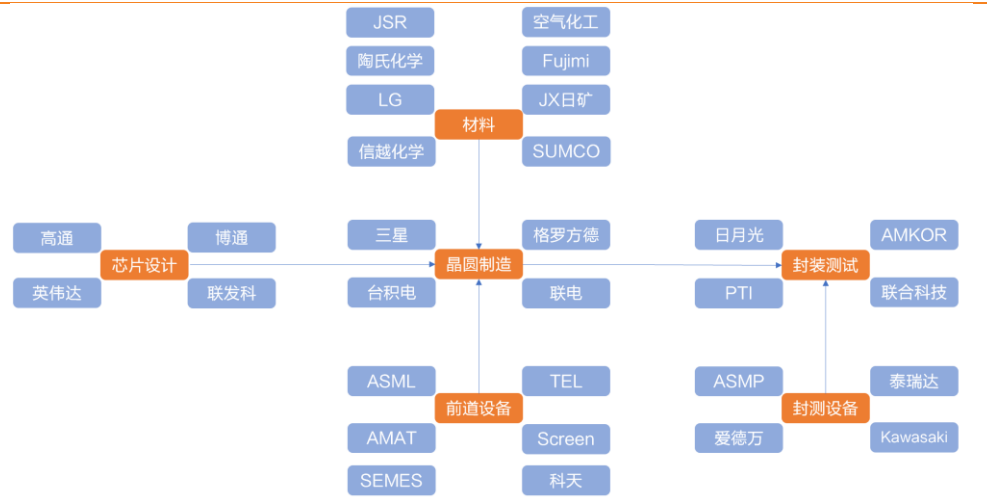 JSR
空气化工
陶氏化学
Fujimi
LG
JX日矿
材料
信越化学
SUMCO
高通
博通
芯片设计
英伟达
联发科
三星
格罗方德
晶圆制造
台积电
联电
日月光
AMKOR
封装测试
PTI
联合科技
ASML
TEL
前道设备
AMAT
Screen
SEMES
科天
ASMP
泰瑞达
封测设备
爱德万
Kawasaki